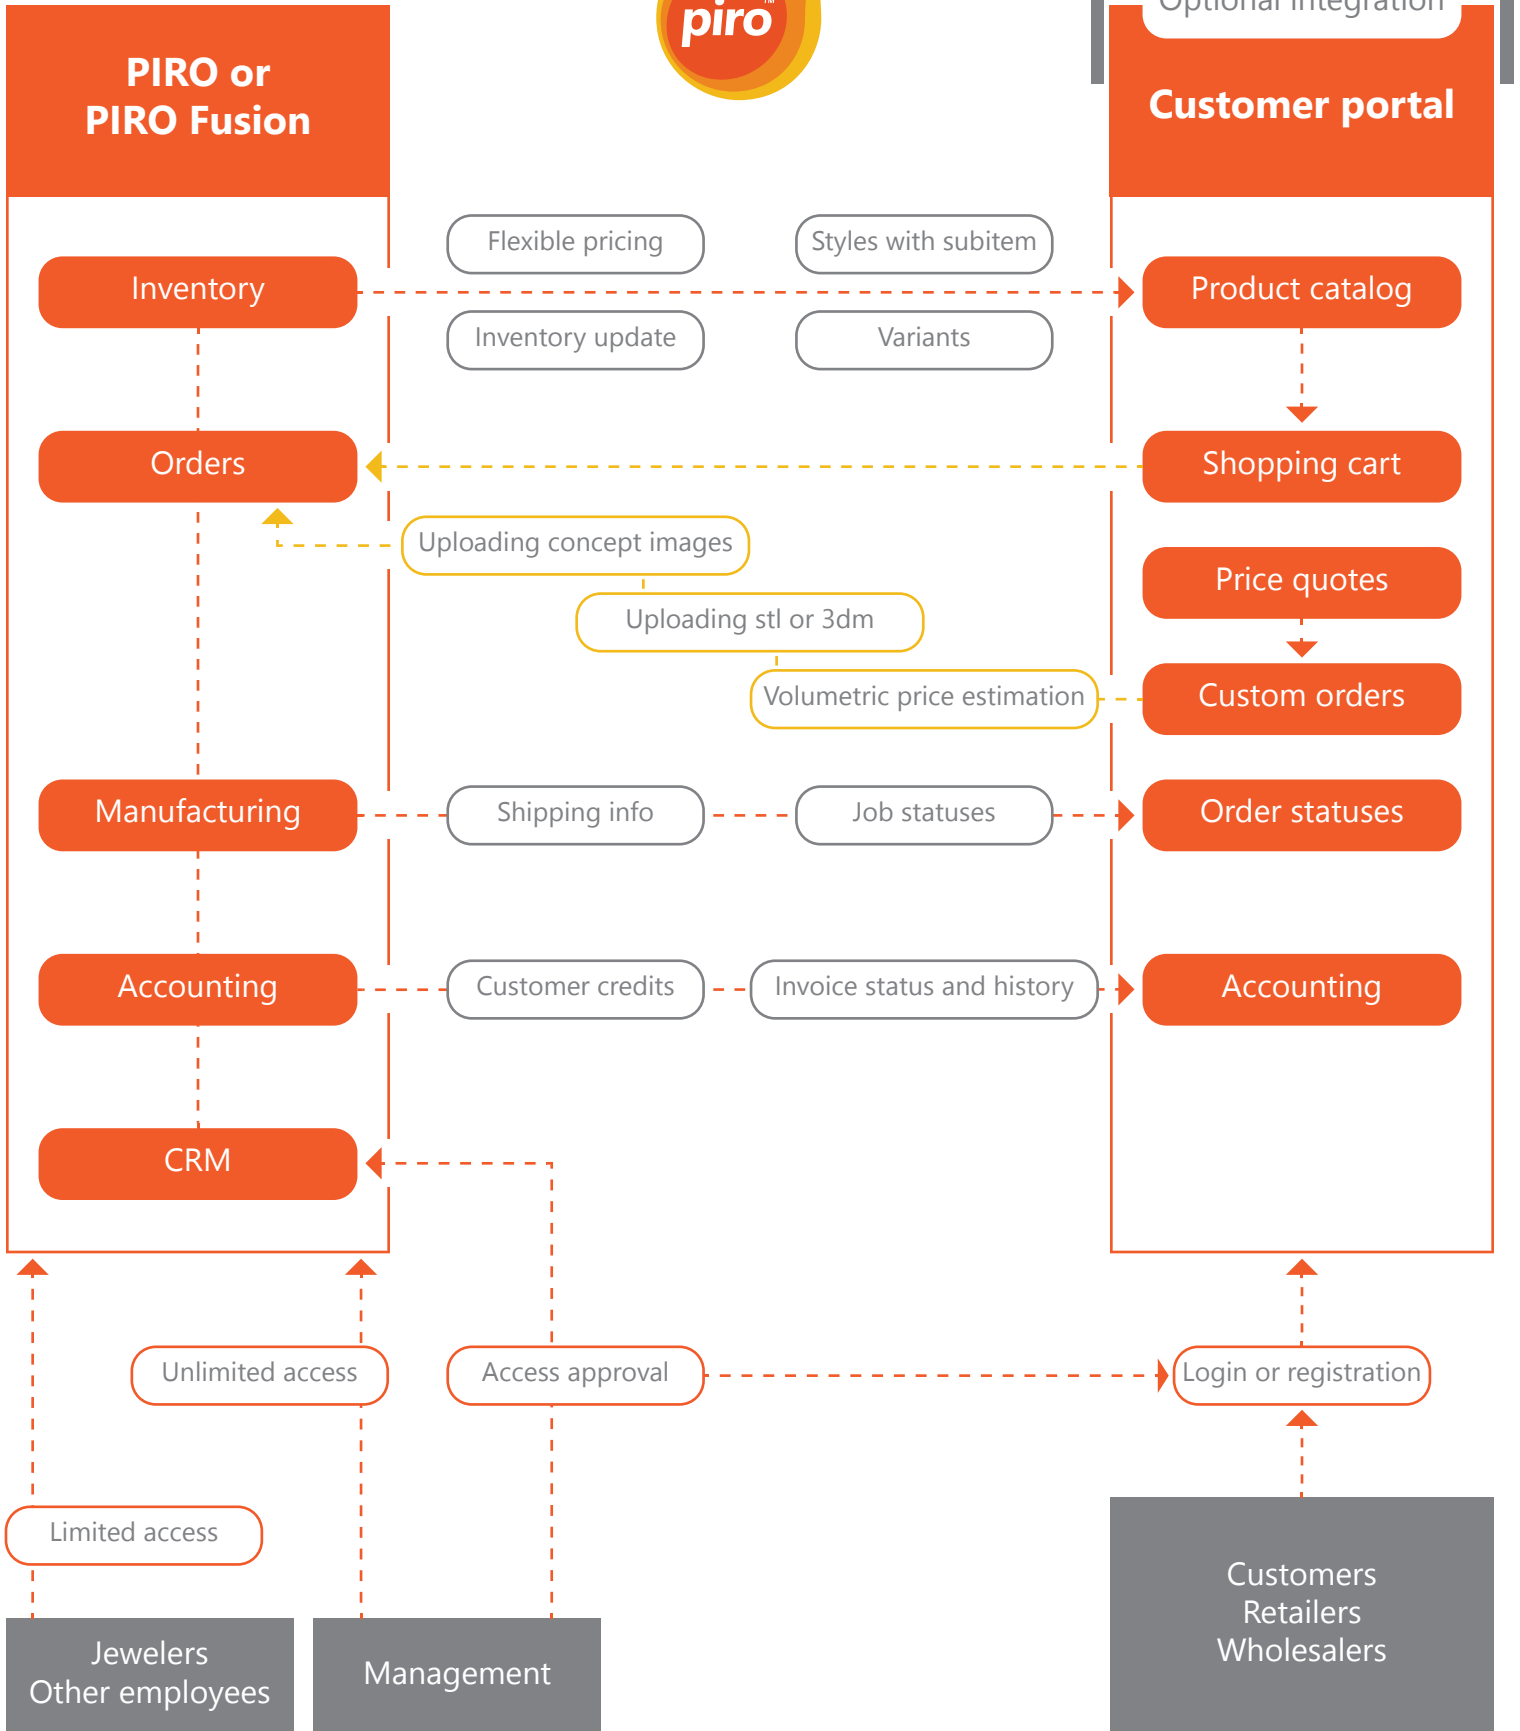 piro
TM
Optional integration
PIRO or
PIRO Fusion
Customer portal
Flexible pricing
Styles with subitem
Inventory
Product catalog
Inventory update
Variants
Orders
Shopping cart
Uploading concept images
Price quotes
Uploading stl or 3dm
Volumetric price estimation
Custom orders
Manufacturing
Shipping info
Job statuses
Order statuses
Accounting
Customer credits
Invoice status and history
Accounting
CRM
Unlimited access
Access approval
Login or registration
Limited access
Customers
Retailers
Wholesalers
Jewelers
Other employees
Management